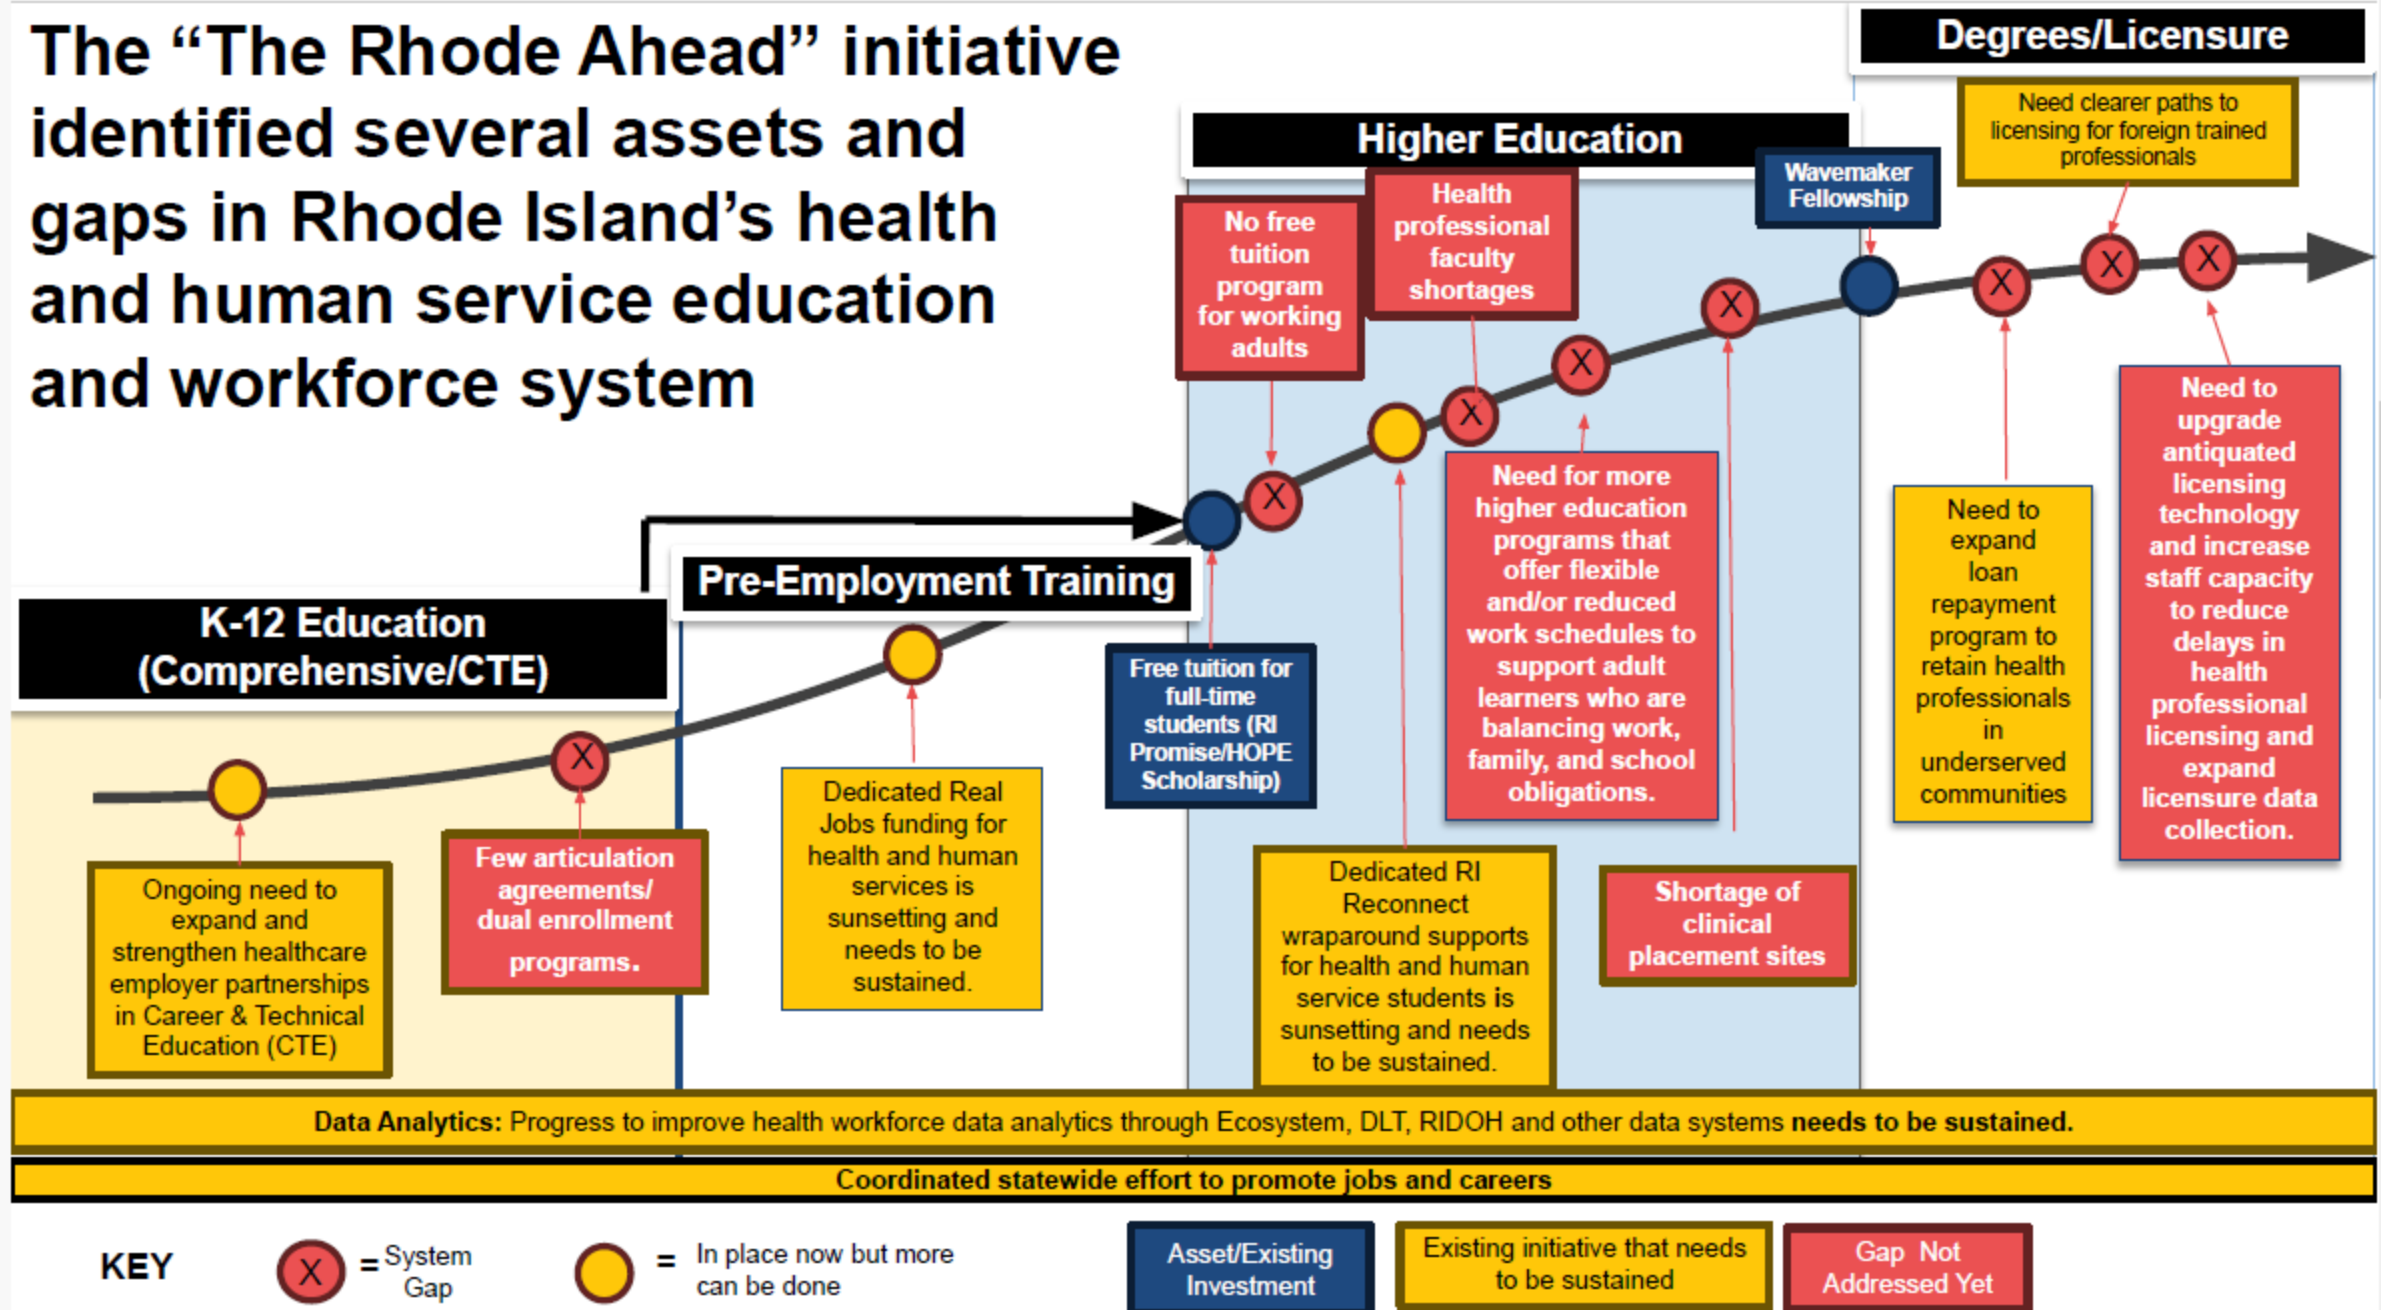 The “The Rhode Ahead” initiative
identified several assets and
gaps in Rhode Island’s health
and human service education
and workforce system
Degrees/Licensure
Need clearer paths to
licensing for foreign trained
professionals
Higher Education
Wavemaker
Fellowship
Health
professional
faculty
shortages
No free
tuition
program
for working
adults
X
X
X
X
X
X
X
Need to
upgrade
antiquated
licensing
technology
and increase
staff capacity
to reduce
delays in
health
professional
licensing and
expand
licensure data
collection.
Need for more
higher education
programs that
offer flexible
and/or reduced
work schedules to
support adult
learners who are
balancing work,
family, and school
obligations.
Need to
expand
loan
repayment
program to
retain health
professionals
in
underserved
communities
Pre-Employment Training
K-12 Education
(Comprehensive/CTE)
Free tuition for
full-time
students (RI
Promise/HOPE
Scholarship)
X
Dedicated Real
Jobs funding for
health and human
services is
sunsetting and
needs to be
sustained.
Few articulation
agreements/
dual enrollment
programs.
Ongoing need to
expand and
strengthen healthcare
employer partnerships
in Career & Technical
Education (CTE)
Dedicated RI
Reconnect
wraparound supports
for health and human
service students is
sunsetting and needs
to be sustained.
Shortage of
clinical
placement sites
Data Analytics: Progress to improve health workforce data analytics through Ecosystem, DLT, RIDOH and other data systems needs to be sustained.
Coordinated statewide effort to promote jobs and careers
KEY
X
= System
Gap
= In place now but more
can be done
Asset/Existing
Investment
Existing initiative that needs
to be sustained
Gap Not
Addressed Yet